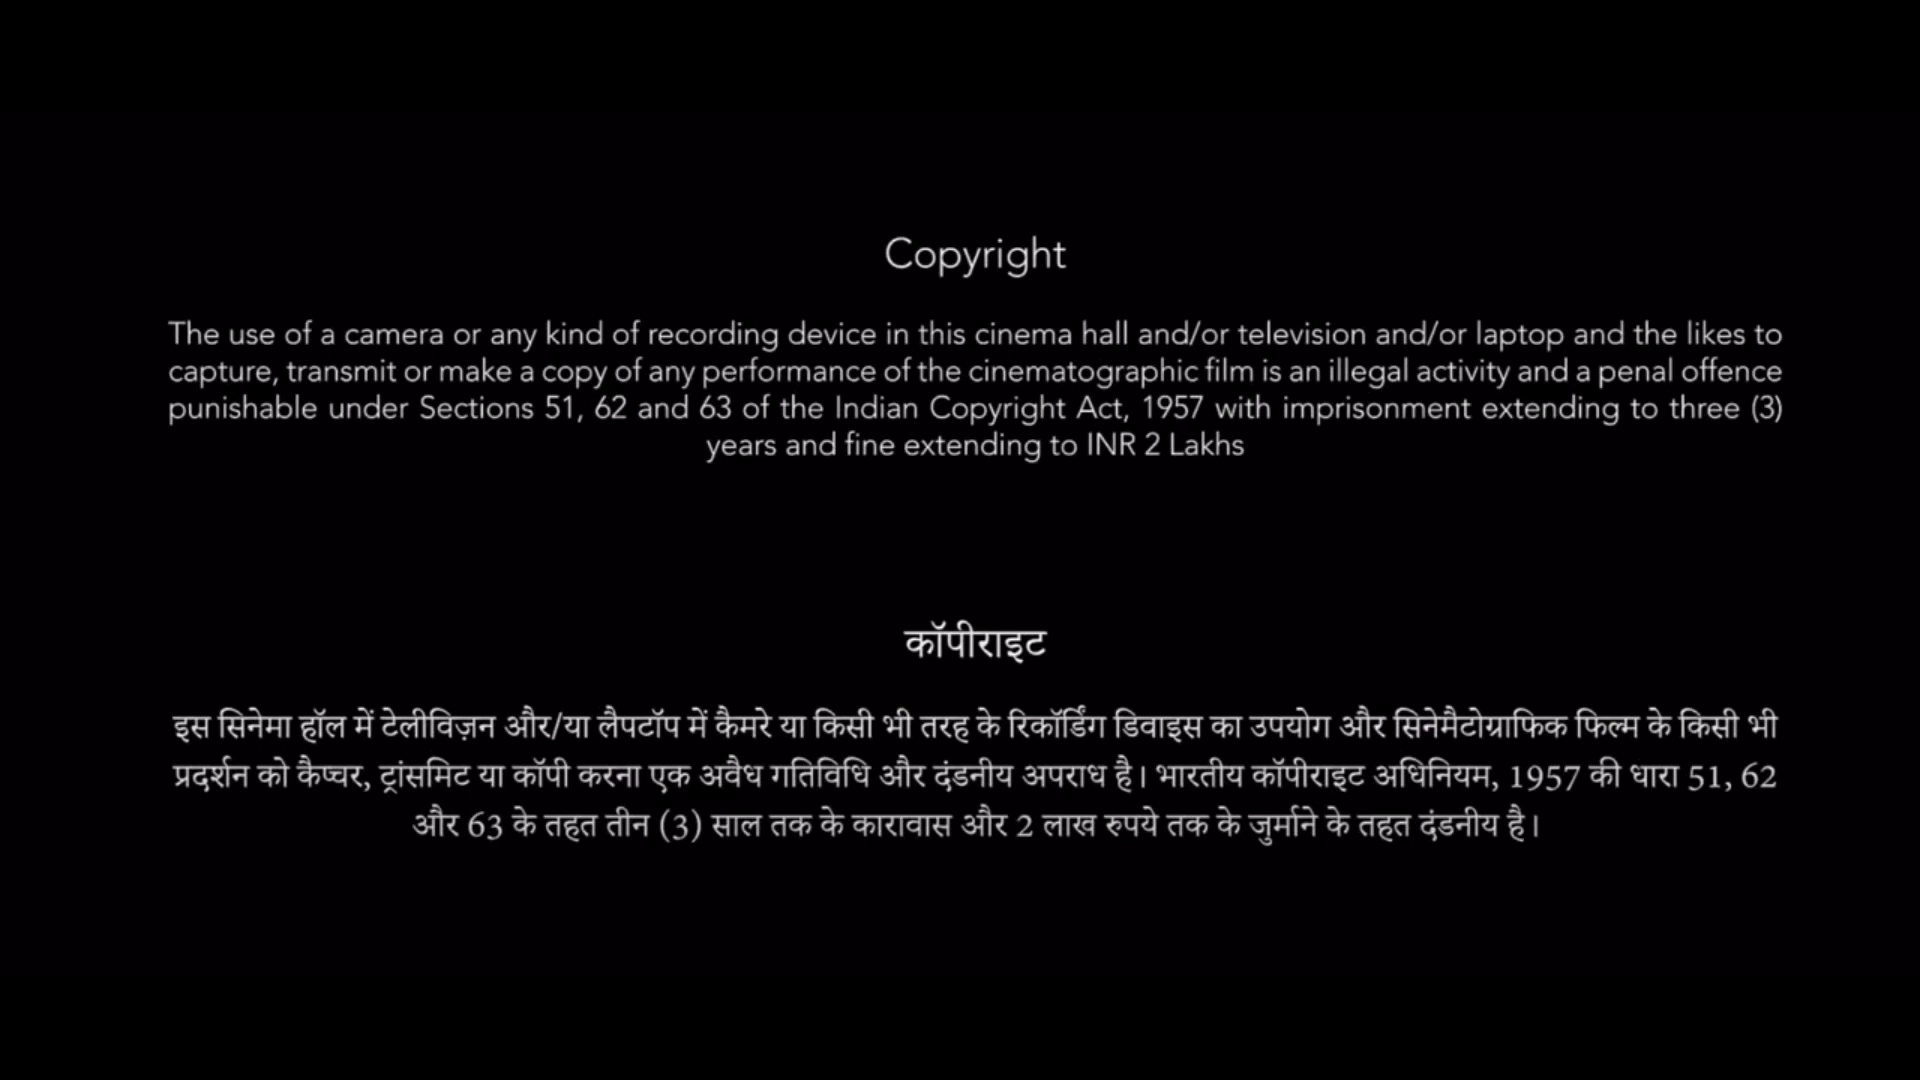 Copyright
The use of a camera or any kind of recording device in this cinema hall and/or television and/or laptop and the likes to
capture, transmit or make a copy of any performance of the cinematographic film is an illegal activity and a penal offence
punishable under Sections 51, 62 and 63 of the Indian Copyright Act, 1957 with imprisonment extending to three (3)
years and fine extending to INR 2 Lakhs
कॉपीराइट
इस सिनेमा हॉल में टेलीविज़न और/या लैपटॉप में कैमरे या किसी भी तरह के रिकॉर्डिंग डिवाइस का उपयोग और सिनेमैटोग्राफिक फिल्म के किसी भी
प्रदर्शन को कैप्चर, ट्रांसमिट या कॉपी करना एक अवैध गतिविधि और दंडनीय अपराध है। भारतीय कॉपीराइट अधिनियम, 1957 की धारा 51, 62
और 63 के तहत तीन (3) साल तक के कारावास और 2 लाख रुपये तक के जुर्माने के तहत दंडनीय है।